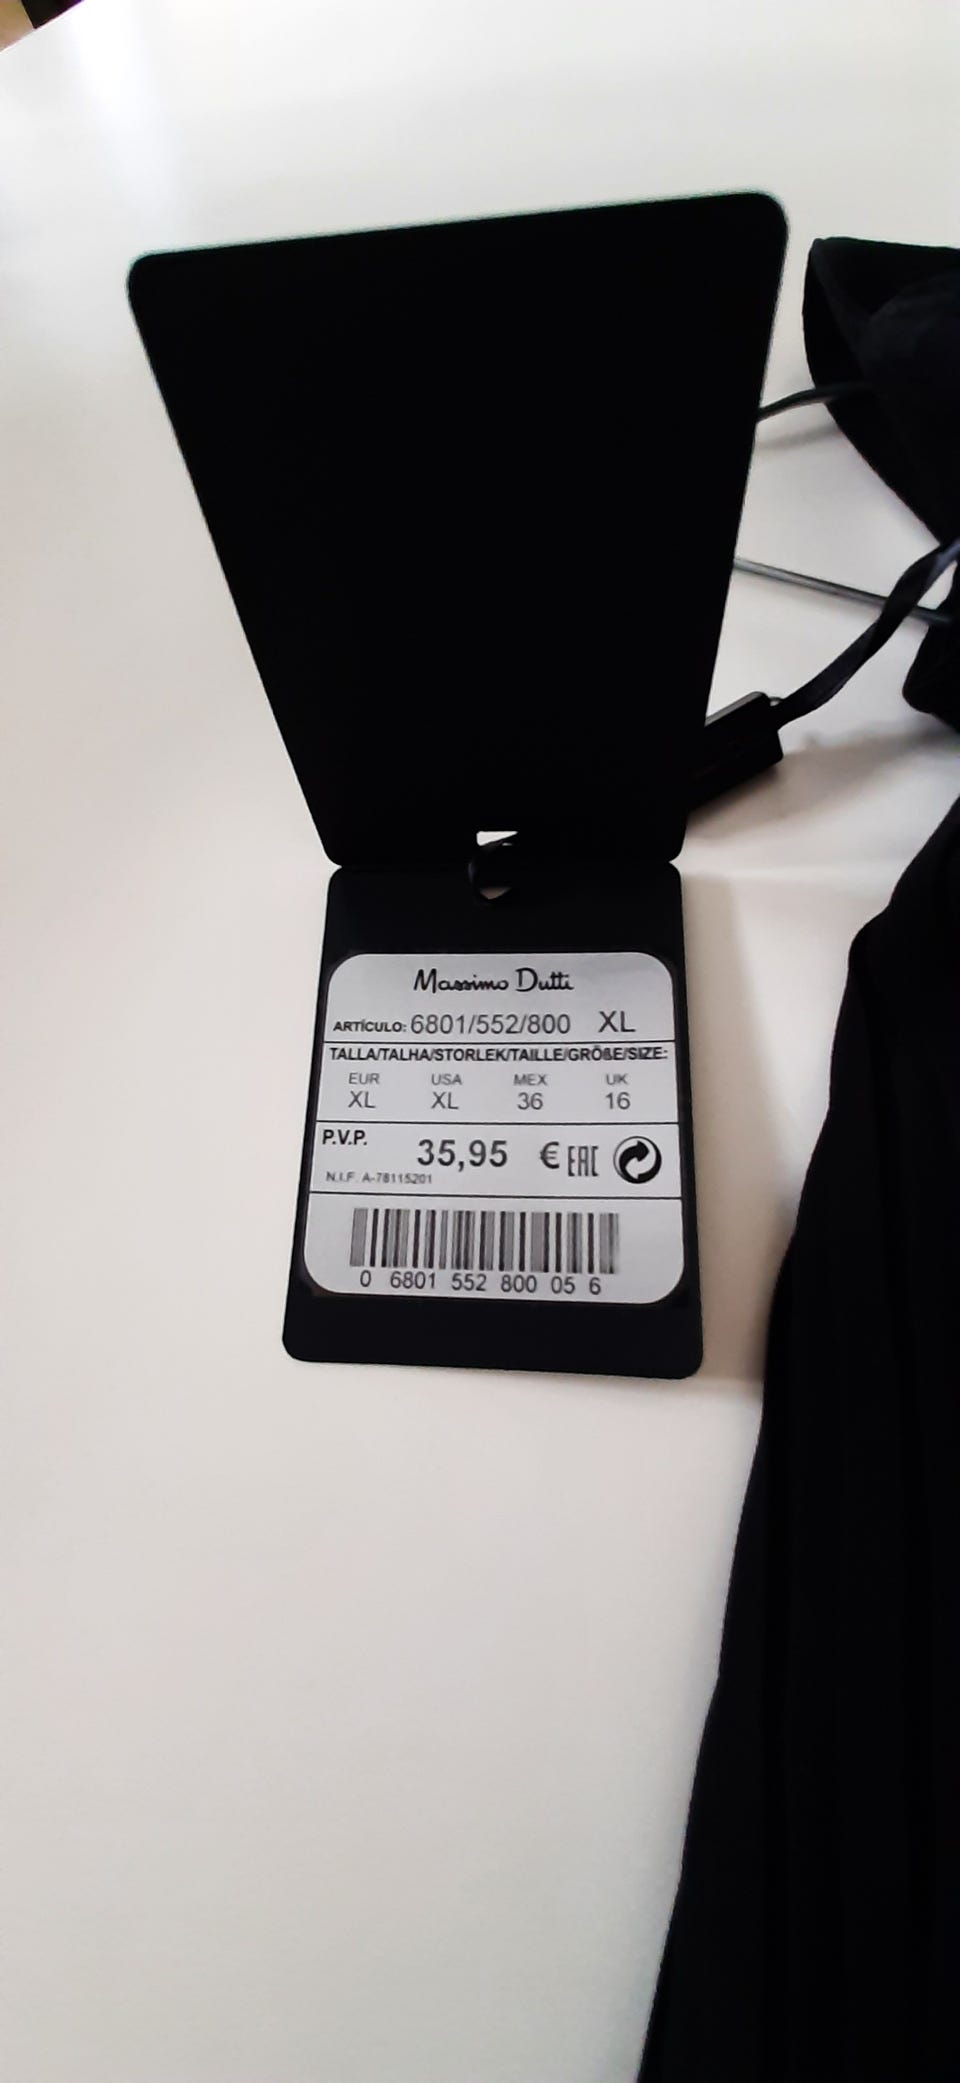 Massimo Dutti
ARTÍCULO: 6801/552/800 XL
TALLA/TALHA/STORLEK/TAILLE/GRÖßE/SIZE:
EUR USA MEX UK
XL XL 36 16
P.V.P. 35,95 € EAC
N.I.F. A-78115201
0 6801 552 800 05 6